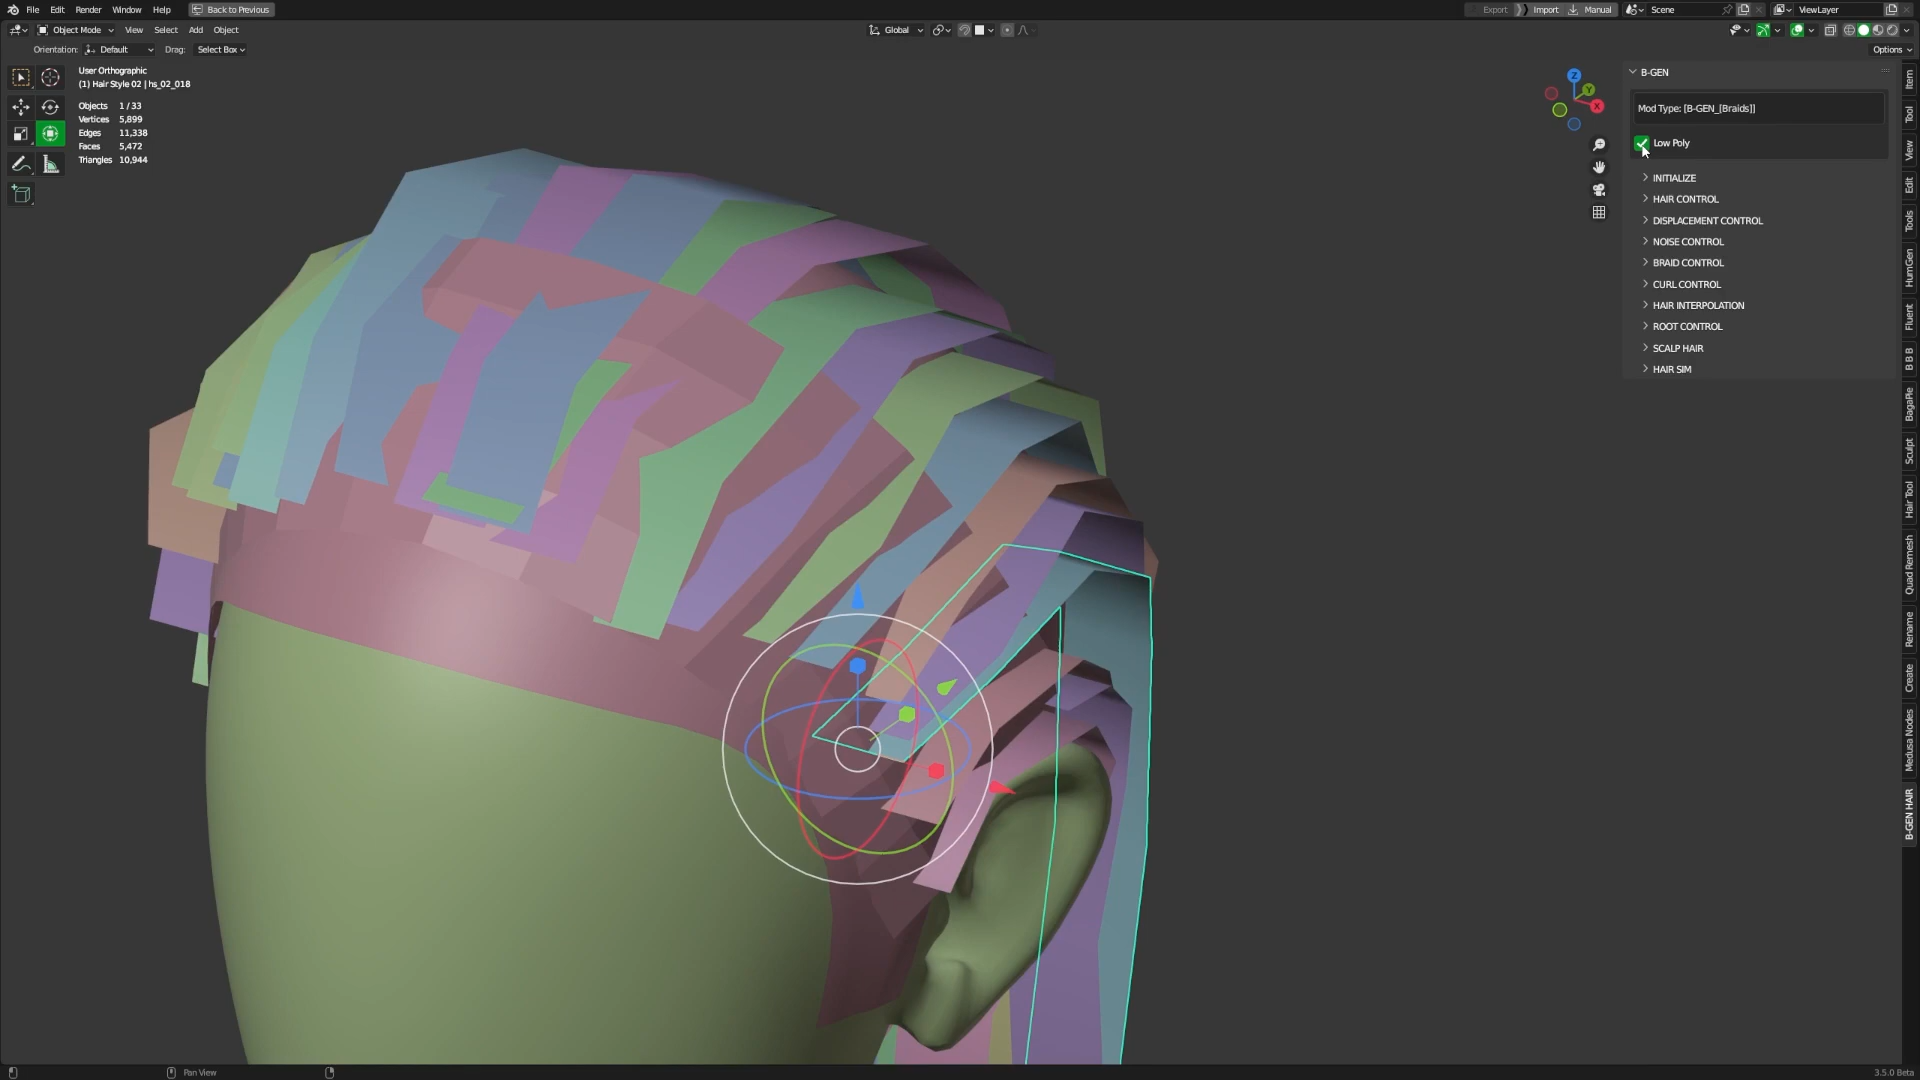 File Edit Render Window Help Back to Previous
Export Import Manual Scene ViewLayer
Object Mode View Select Add Object Global
Orientation: Default Drag: Select Box Options
User Orthographic
(1) Hair Style 02 | hs_02_018
Objects 1 / 33
Vertices 5,899
Edges 11,338
Faces 5,472
Triangles 10,944
Z
Y
X
B-GEN
Mod Type: [B-GEN_[Braids]]
Low Poly
INITIALIZE
HAIR CONTROL
DISPLACEMENT CONTROL
NOISE CONTROL
BRAID CONTROL
CURL CONTROL
HAIR INTERPOLATION
ROOT CONTROL
SCALP HAIR
HAIR SIM
Item
Tool
View
Edit
Tools
HumGen
Fluent
B B B
BagaPie
Sculpt
Hair Tool
Quad Remesh
Rename
Create
Medusa Nodes
B-GEN HAIR
Pan View
3.5.0 Beta